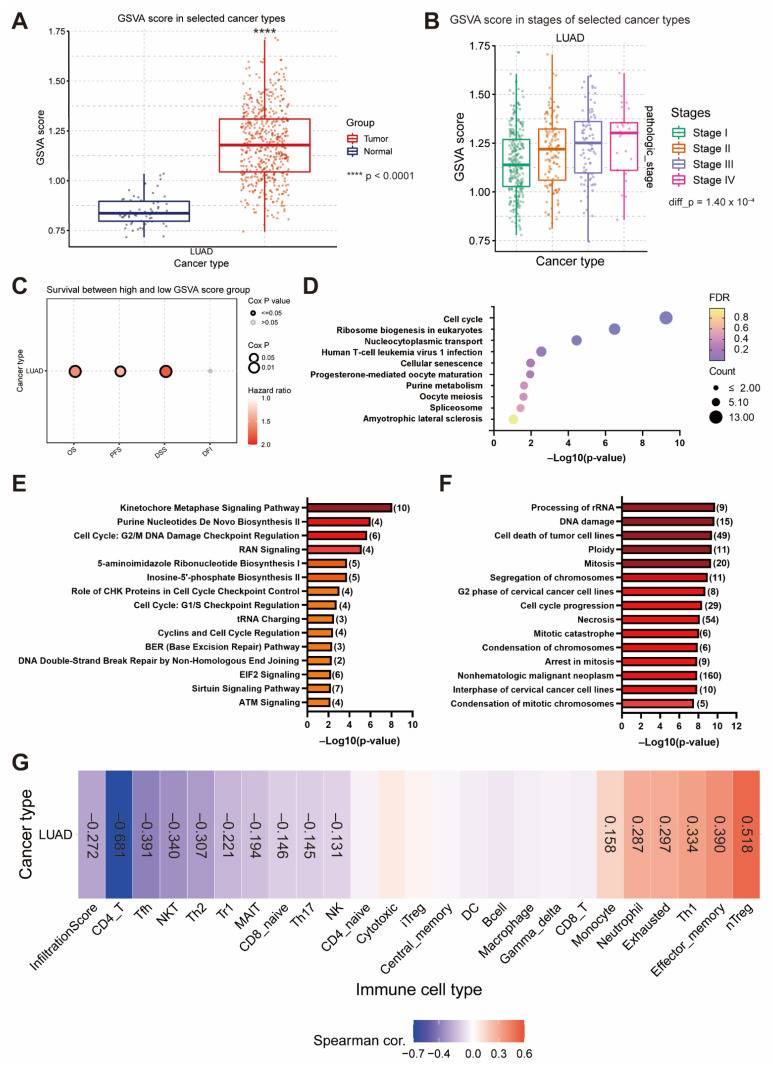 A
GSVA score in selected cancer types
1.75
1.50
1.25
1.00
0.75
GSVA score
****
Group
Tumor
Normal
**** p < 0.0001
LUAD
Cancer type
B
GSVA score in stages of selected cancer types
LUAD
1.75
1.50
1.25
1.00
0.75
GSVA score
pathologic_stage
Stages
Stage I
Stage II
Stage III
Stage IV
diff_p = 1.40 x 10⁻⁴
Cancer type
C
Survival between high and low GSVA score group
Cancer type
LUAD
OS
PFS
DSS
DFI
Cox P value
<=0.05
>0.05
Cox P
0.05
0.01
Hazard ratio
1.0
1.5
2.0
D
Cell cycle
Ribosome biogenesis in eukaryotes
Nucleocytoplasmic transport
Human T-cell leukemia virus 1 infection
Cellular senescence
Progesterone-mediated oocyte maturation
Purine metabolism
Oocyte meiosis
Spliceosome
Amyotrophic lateral sclerosis
0 2 4 6 8 10
–Log10(p-value)
FDR
0.8
0.6
0.4
0.2
Count
≤ 2.00
5.10
13.00
E
Kinetochore Metaphase Signaling Pathway (10)
Purine Nucleotides De Novo Biosynthesis II (4)
Cell Cycle: G2/M DNA Damage Checkpoint Regulation (6)
RAN Signaling (4)
5-aminoimidazole Ribonucleotide Biosynthesis I (5)
Inosine-5'-phosphate Biosynthesis II (5)
Role of CHK Proteins in Cell Cycle Checkpoint Control (4)
Cell Cycle: G1/S Checkpoint Regulation (4)
tRNA Charging (3)
Cyclins and Cell Cycle Regulation (4)
BER (Base Excision Repair) Pathway (3)
DNA Double-Strand Break Repair by Non-Homologous End Joining (2)
EIF2 Signaling (6)
Sirtuin Signaling Pathway (7)
ATM Signaling (4)
0 2 4 6 8 10
–Log10(p-value)
F
Processing of rRNA (9)
DNA damage (15)
Cell death of tumor cell lines (49)
Ploidy (11)
Mitosis (20)
Segregation of chromosomes (11)
G2 phase of cervical cancer cell lines (8)
Cell cycle progression (29)
Necrosis (54)
Mitotic catastrophe (6)
Condensation of chromosomes (6)
Arrest in mitosis (9)
Nonhematologic malignant neoplasm (160)
Interphase of cervical cancer cell lines (10)
Condensation of mitotic chromosomes (5)
0 2 4 6 8 10 12
–Log10(p-value)
G
Cancer type
LUAD
−0.272 −0.681 −0.391 −0.340 −0.307 −0.221 −0.194 −0.146 −0.145 −0.131 0.158 0.287 0.297 0.334 0.390 0.518
InfiltrationScore CD4_T Tfh NKT Th2 Tr1 MAIT CD8_naive Th17 NK CD4_naive Cytotoxic iTreg Central_memory DC Bcell Macrophage Gamma_delta CD8_T Monocyte Neutrophil Exhausted Th1 Effector_memory nTreg
Immune cell type
Spearman cor.
−0.7 −0.4 0.0 0.3 0.6